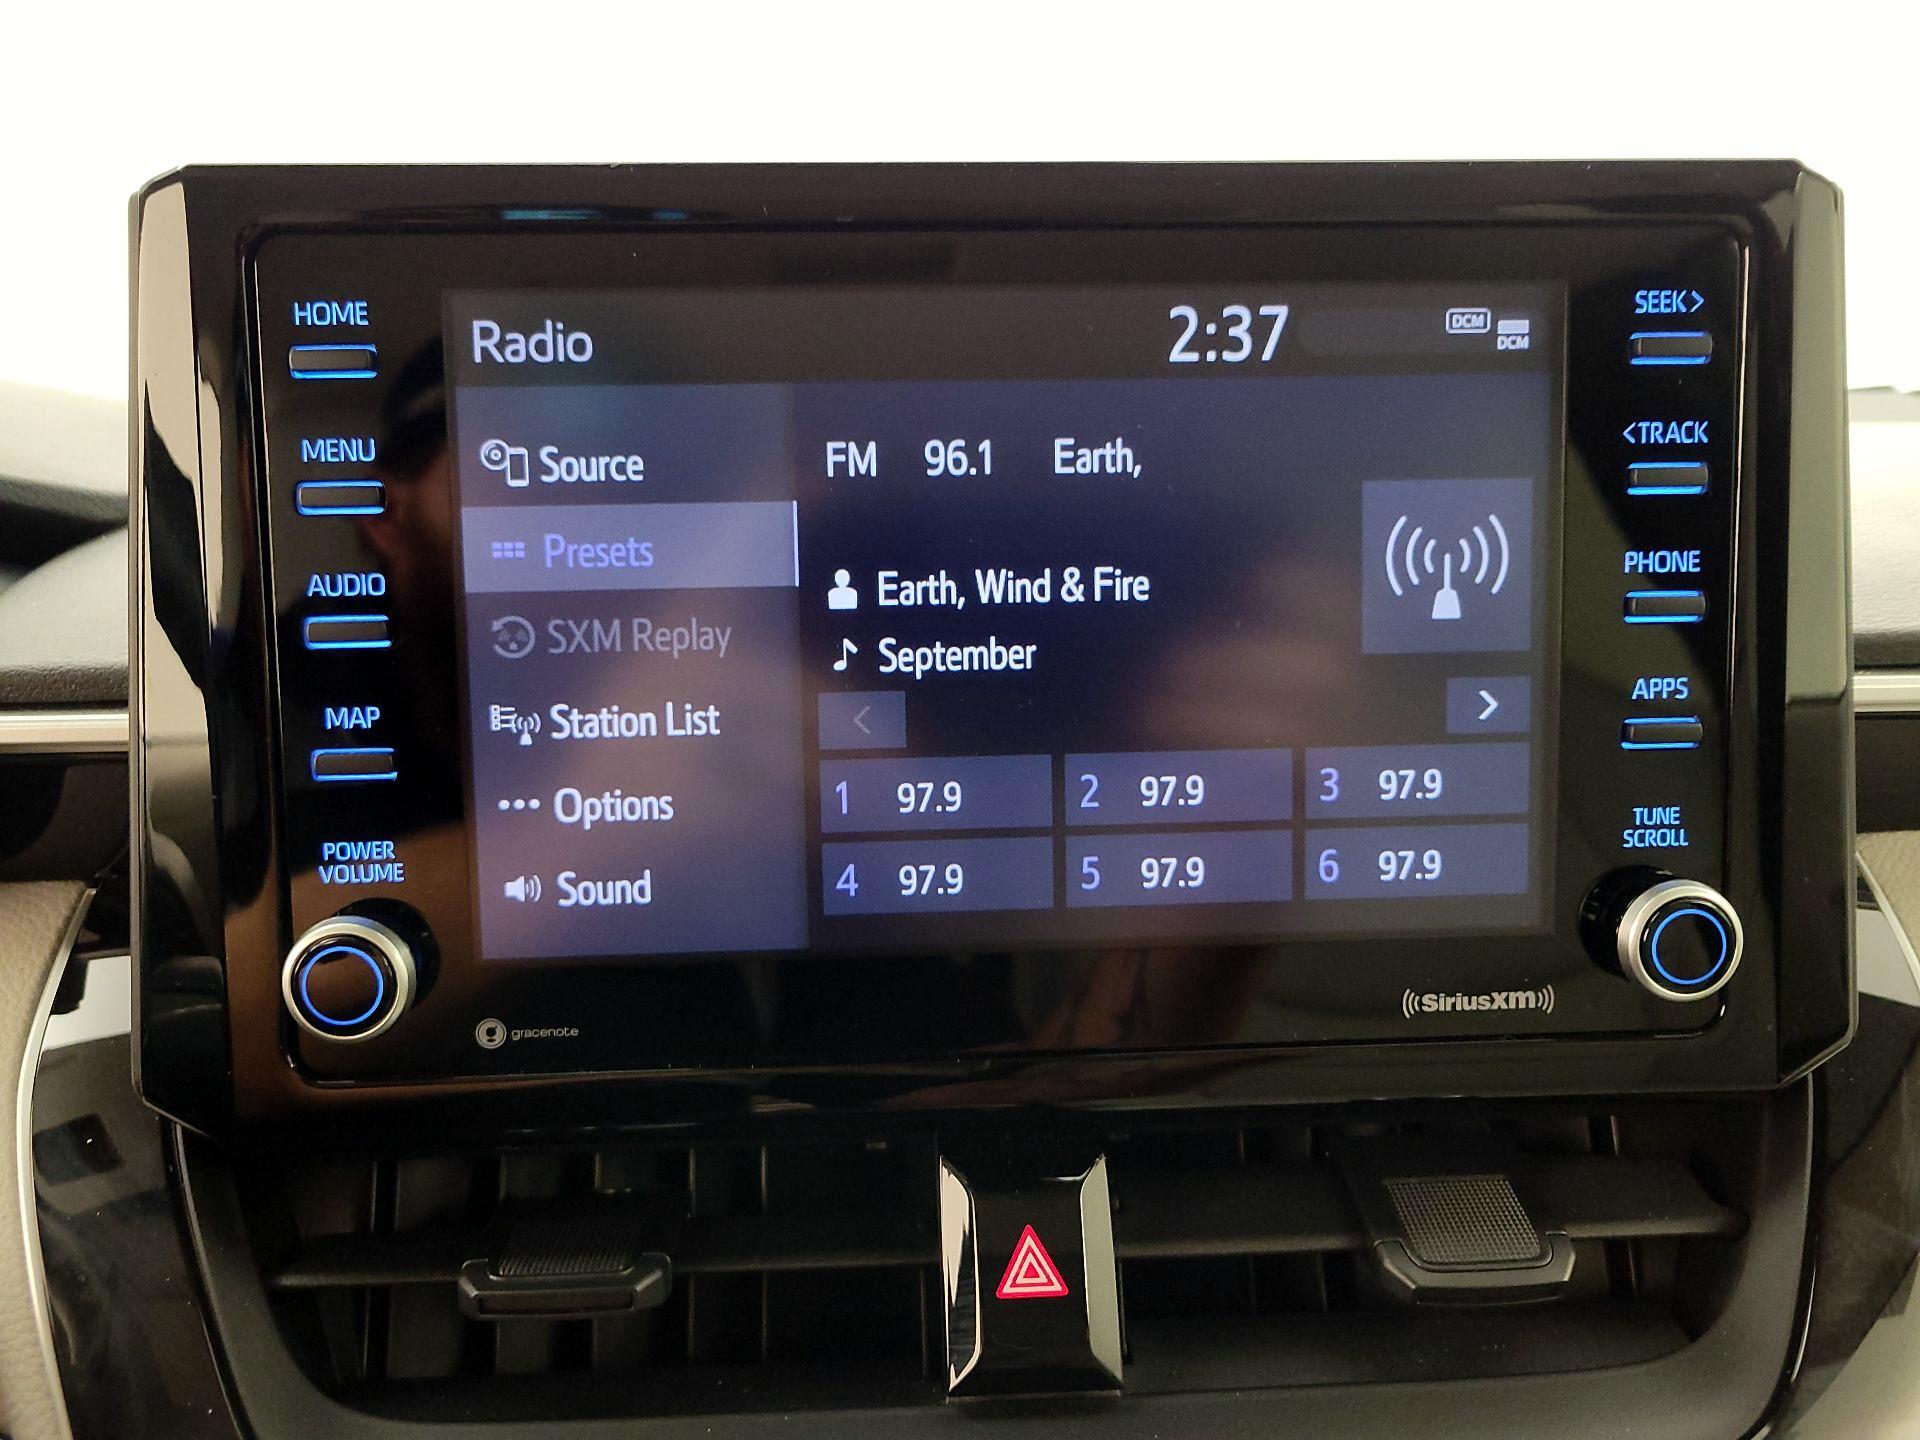 HOME
MENU
AUDIO
MAP
POWER
VOLUME
Radio
2:37
DCM
DCM
Source
Presets
SXM Replay
Station List
Options
Sound
FM 96.1 Earth,
Earth, Wind & Fire
September
<
>
1 97.9
2 97.9
3 97.9
4 97.9
5 97.9
6 97.9
SEEK>
<TRACK
PHONE
APPS
TUNE
SCROLL
gracenote
SiriusXM